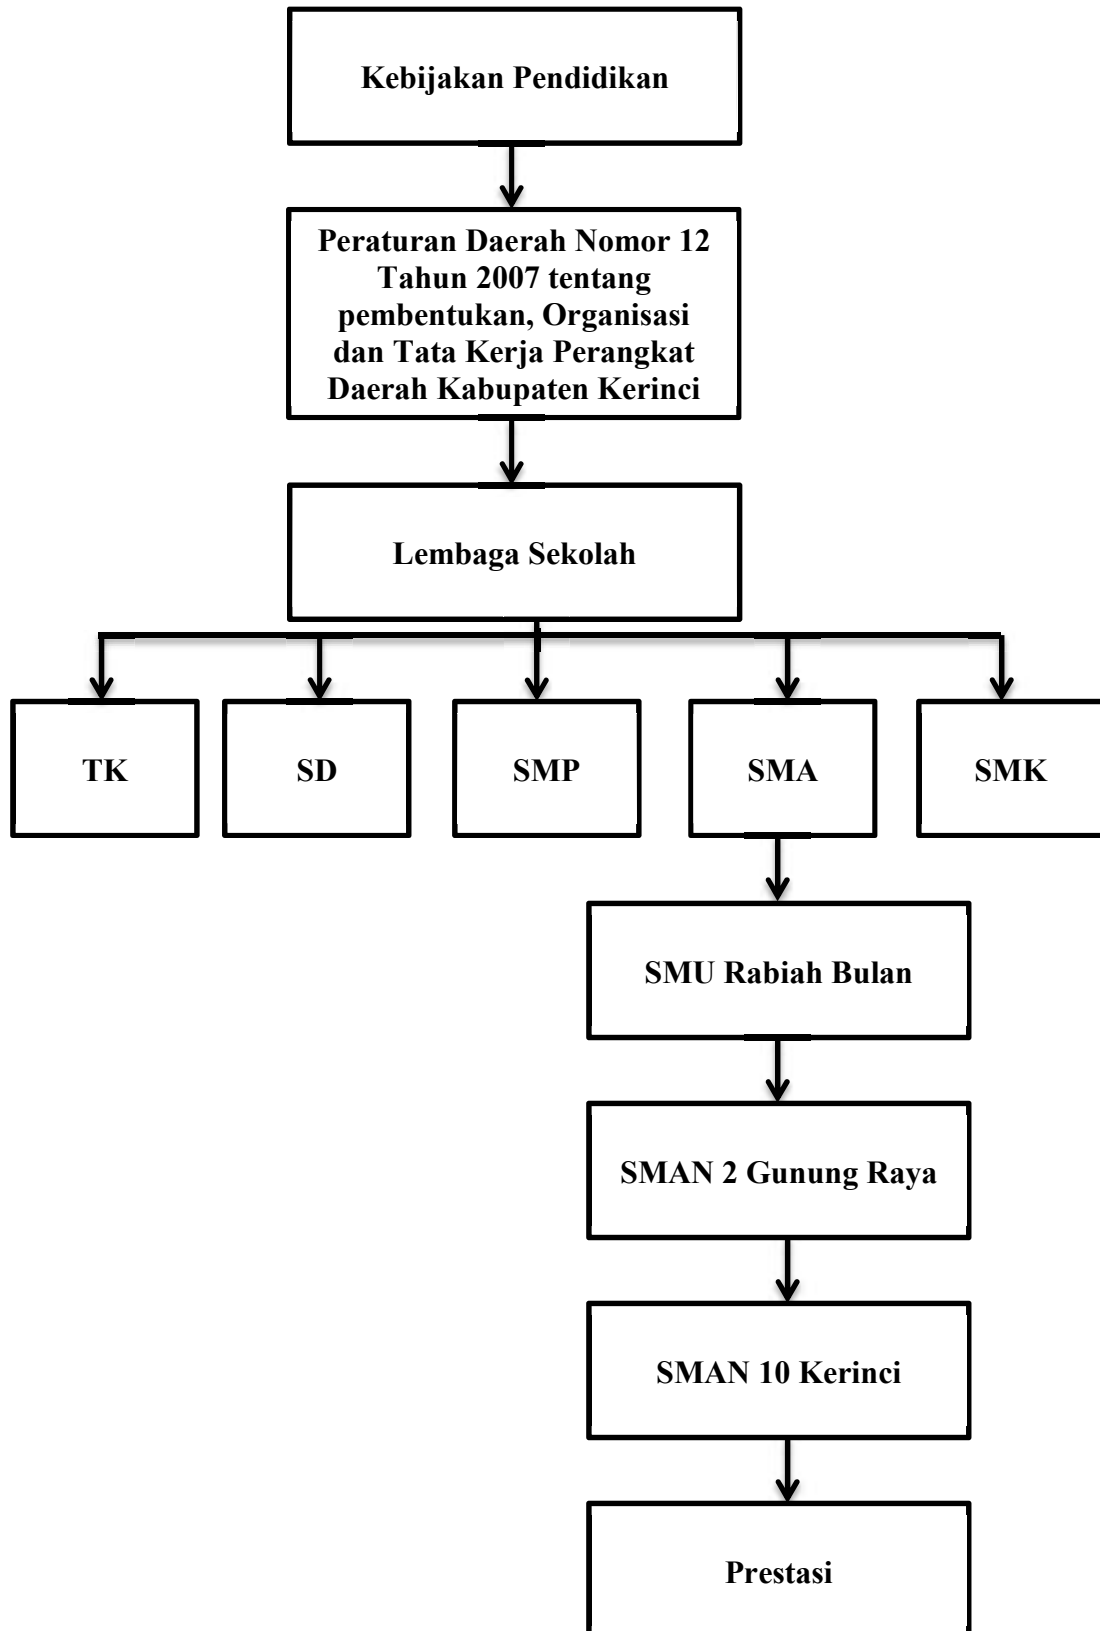 Kebijakan Pendidikan
Peraturan Daerah Nomor 12
Tahun 2007 tentang
pembentukan, Organisasi
dan Tata Kerja Perangkat
Daerah Kabupaten Kerinci
Lembaga Sekolah
TK
SD
SMP
SMA
SMK
SMU Rabiah Bulan
SMAN 2 Gunung Raya
SMAN 10 Kerinci
Prestasi